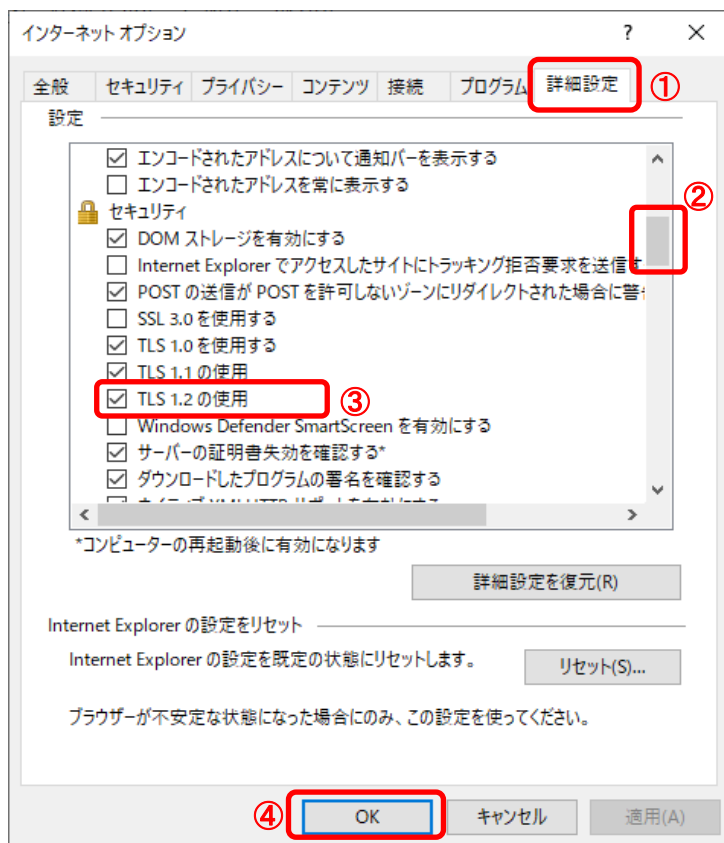 インターネット オプション ? ×
全般 セキュリティ プライバシー コンテンツ 接続 プログラム 詳細設定 ①
設定
エンコードされたアドレスについて通知バーを表示する
エンコードされたアドレスを常に表示する
②
セキュリティ
DOM ストレージを有効にする
Internet Explorer でアクセスしたサイトにトラッキング拒否要求を送信す
POST の送信が POST を許可しないゾーンにリダイレクトされた場合に警
SSL 3.0 を使用する
TLS 1.0 を使用する
TLS 1.1 の使用
TLS 1.2 の使用 ③
Windows Defender SmartScreen を有効にする
サーバーの証明書失効を確認する*
ダウンロードしたプログラムの署名を確認する
*コンピューターの再起動後に有効になります
詳細設定を復元(R)
Internet Explorer の設定をリセット
Internet Explorer の設定を既定の状態にリセットします。
リセット(S)...
ブラウザーが不安定な状態になった場合にのみ、この設定を使ってください。
④ OK キャンセル 適用(A)